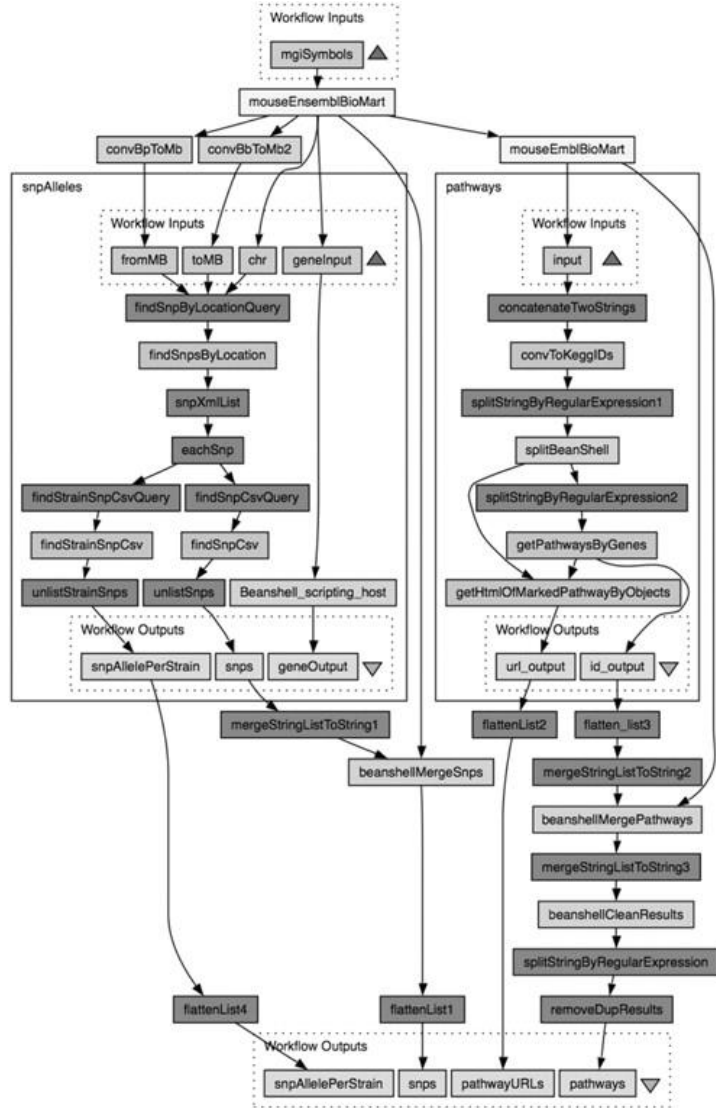 Workflow Inputs
mgiSymbols
mouseEnsemblBioMart
convBpToMb
convBbToMb2
mouseEmblBioMart
snpAlleles
pathways
Workflow Inputs
Workflow Inputs
fromMB
toMB
chr
geneInput
input
findSnpByLocationQuery
concatenateTwoStrings
findSnpsByLocation
convToKeggIDs
snpXmlList
splitStringByRegularExpression1
eachSnp
splitBeanShell
findStrainSnpCsvQuery
findSnpCsvQuery
splitStringByRegularExpression2
findStrainSnpCsv
findSnpCsv
getPathwaysByGenes
unlistStrainSnps
unlistSnps
Beanshell_scripting_host
getHtmlOfMarkedPathwayByObjects
Workflow Outputs
Workflow Outputs
snpAllelePerStrain
snps
geneOutput
url_output
id_output
mergeStringListToString1
flattenList2
flatten_list3
beanshellMergeSnps
mergeStringListToString2
beanshellMergePathways
mergeStringListToString3
beanshellCleanResults
splitStringByRegularExpression
flattenList4
flattenList1
removeDupResults
Workflow Outputs
snpAllelePerStrain
snps
pathwayURLs
pathways